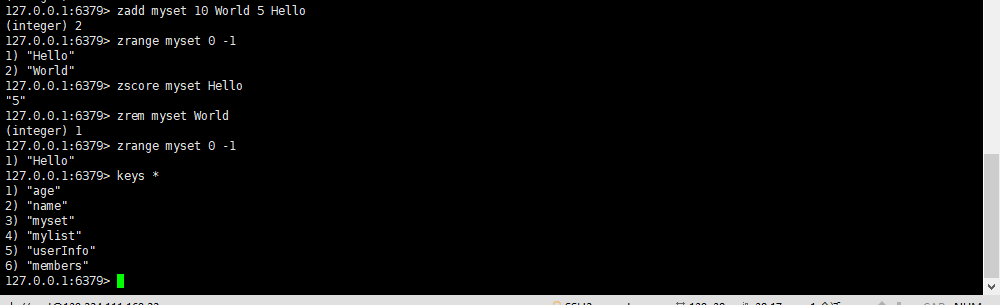 127.0.0.1:6379> zadd myset 10 World 5 Hello
(integer) 2
127.0.0.1:6379> zrange myset 0 -1
1) "Hello"
2) "World"
127.0.0.1:6379> zscore myset Hello
"5"
127.0.0.1:6379> zrem myset World
(integer) 1
127.0.0.1:6379> zrange myset 0 -1
1) "Hello"
127.0.0.1:6379> keys *
1) "age"
2) "name"
3) "myset"
4) "mylist"
5) "userInfo"
6) "members"
127.0.0.1:6379>